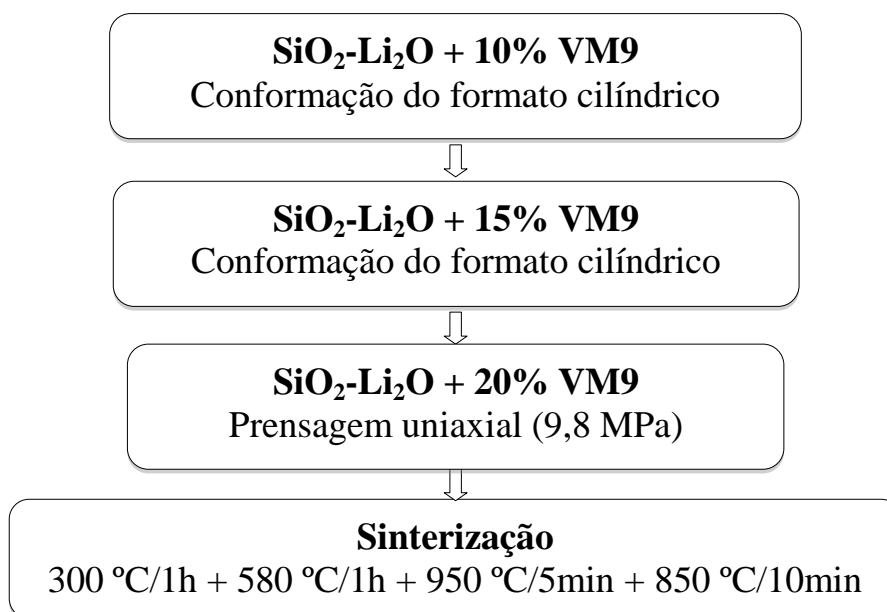 SiO₂-Li₂O + 10% VM9
Conformação do formato cilíndrico
SiO₂-Li₂O + 15% VM9
Conformação do formato cilíndrico
SiO₂-Li₂O + 20% VM9
Prensagem uniaxial (9,8 MPa)
Sinterização
300 ºC/1h + 580 ºC/1h + 950 ºC/5min + 850 ºC/10min